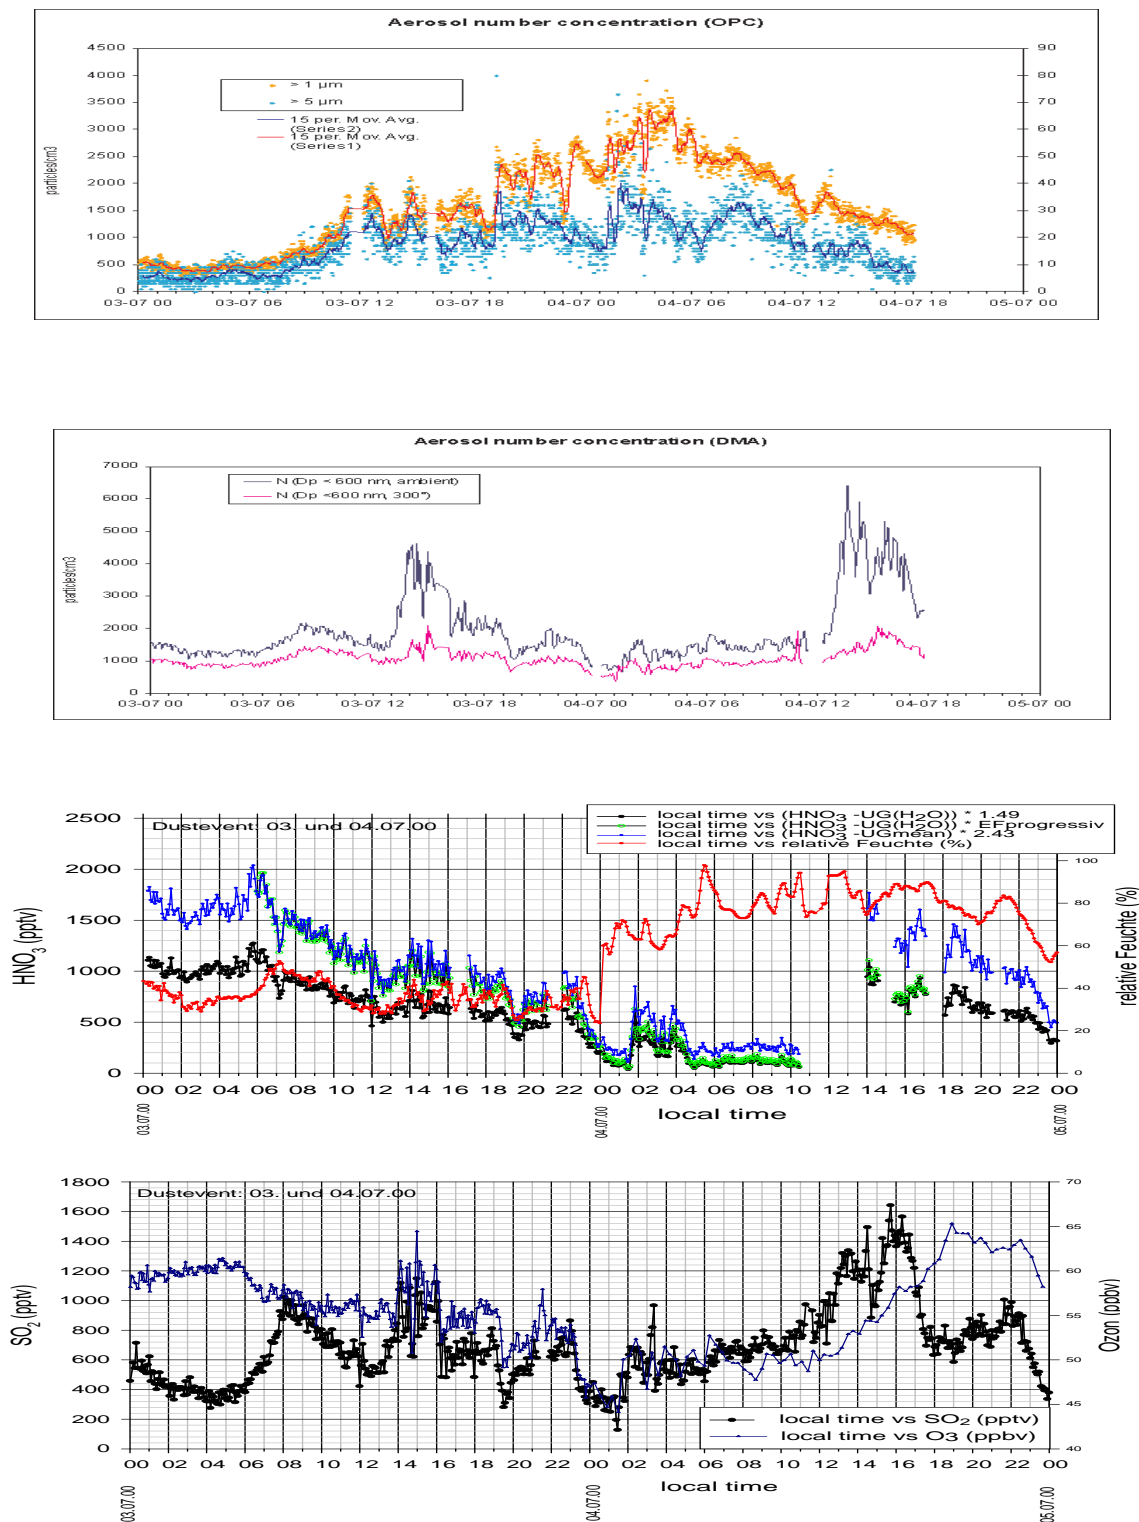 Aerosol number concentration (OPC)
4500 90
4000 80
3500 70
3000 60
2500 50
2000 40
1500 30
1000 20
500 10
0 0
particles/cm3
> 1 µm
> 5 µm
15 per. Mov. Avg. (Series2)
15 per. Mov. Avg. (Series1)
03-07 00 03-07 06 03-07 12 03-07 18 04-07 00 04-07 06 04-07 12 04-07 18 05-07 00
Aerosol number concentration (DMA)
7000
6000
5000
4000
3000
2000
1000
0
particles/cm3
N (Dp < 600 nm, ambient)
N (Dp <600 nm, 300°)
03-07 00 03-07 06 03-07 12 03-07 18 04-07 00 04-07 06 04-07 12 04-07 18 05-07 00
local time vs (HNO3 -UG(H2O)) * 1.49
local time vs (HNO3 -UG(H2O)) * EFprogressiv
local time vs (HNO3 -UGmean) * 2.43
local time vs relative Feuchte (%)
Dustevent: 03. und 04.07.00
2500
2000
1500
1000
500
0
HNO3 (pptv)
100
80
60
40
20
0
relative Feuchte (%)
00 02 04 06 08 10 12 14 16 18 20 22 00 02 04 06 08 10 12 14 16 18 20 22 00
03.07.00 04.07.00 05.07.00
local time
Dustevent: 03. und 04.07.00
1800
1600
1400
1200
1000
800
600
400
200
0
SO2 (pptv)
70
65
60
55
50
45
40
Ozon (ppbv)
local time vs SO2 (pptv)
local time vs O3 (ppbv)
00 02 04 06 08 10 12 14 16 18 20 22 00 02 04 06 08 10 12 14 16 18 20 22 00
local time
03.07.00 04.07.00 05.07.00